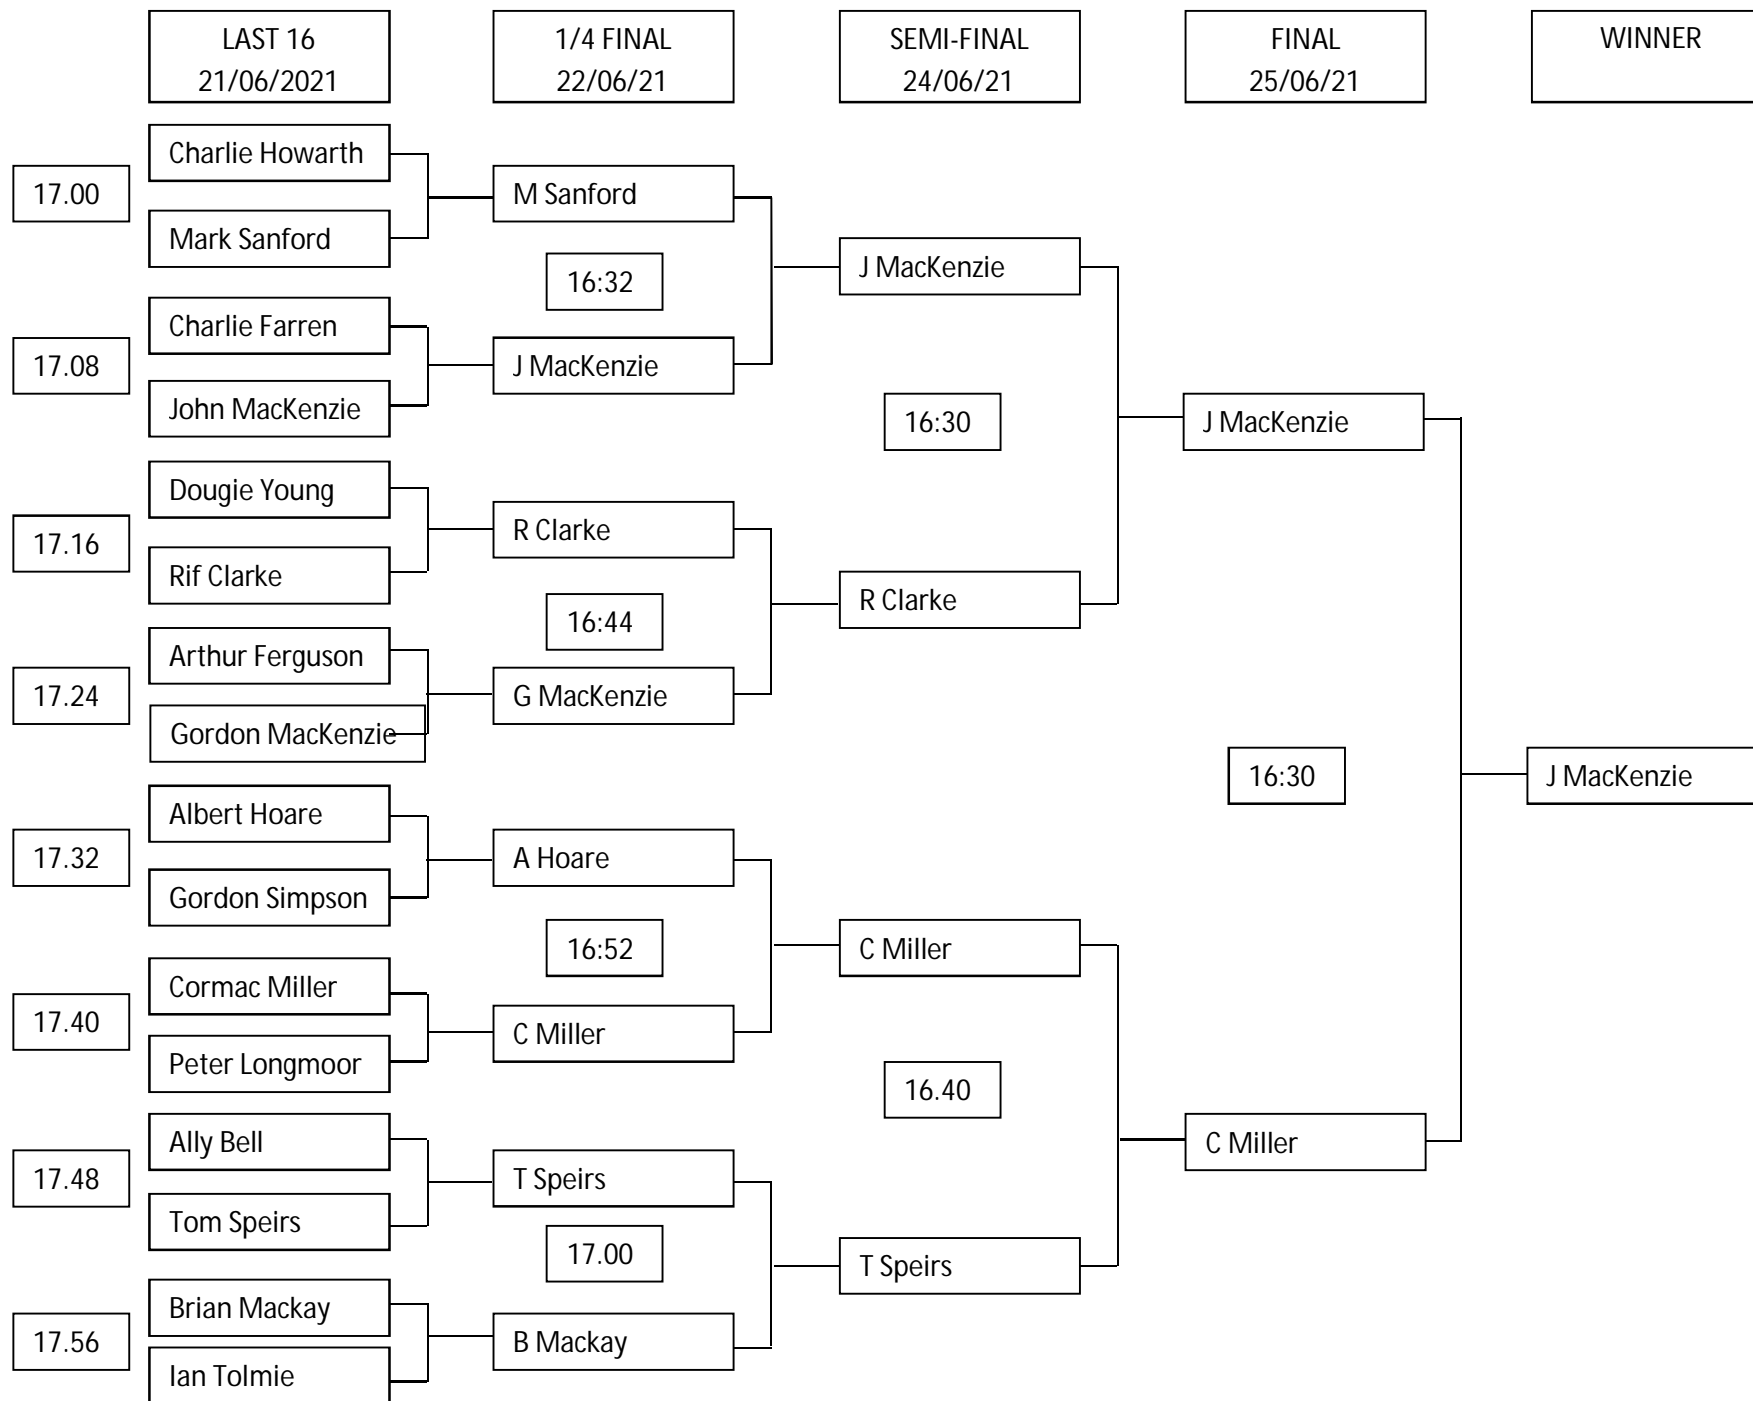 LAST 16
21/06/2021
1/4 FINAL
22/06/21
SEMI-FINAL
24/06/21
FINAL
25/06/21
WINNER
Charlie Howarth
17.00
M Sanford
Mark Sanford
J MacKenzie
16:32
Charlie Farren
17.08
J MacKenzie
John MacKenzie
16:30
J MacKenzie
Dougie Young
17.16
R Clarke
Rif Clarke
R Clarke
16:44
Arthur Ferguson
17.24
G MacKenzie
Gordon MacKenzie
16:30
J MacKenzie
Albert Hoare
17.32
A Hoare
Gordon Simpson
16:52
C Miller
Cormac Miller
17.40
C Miller
Peter Longmoor
16.40
Ally Bell
C Miller
17.48
T Speirs
Tom Speirs
17.00
T Speirs
Brian Mackay
17.56
B Mackay
Ian Tolmie